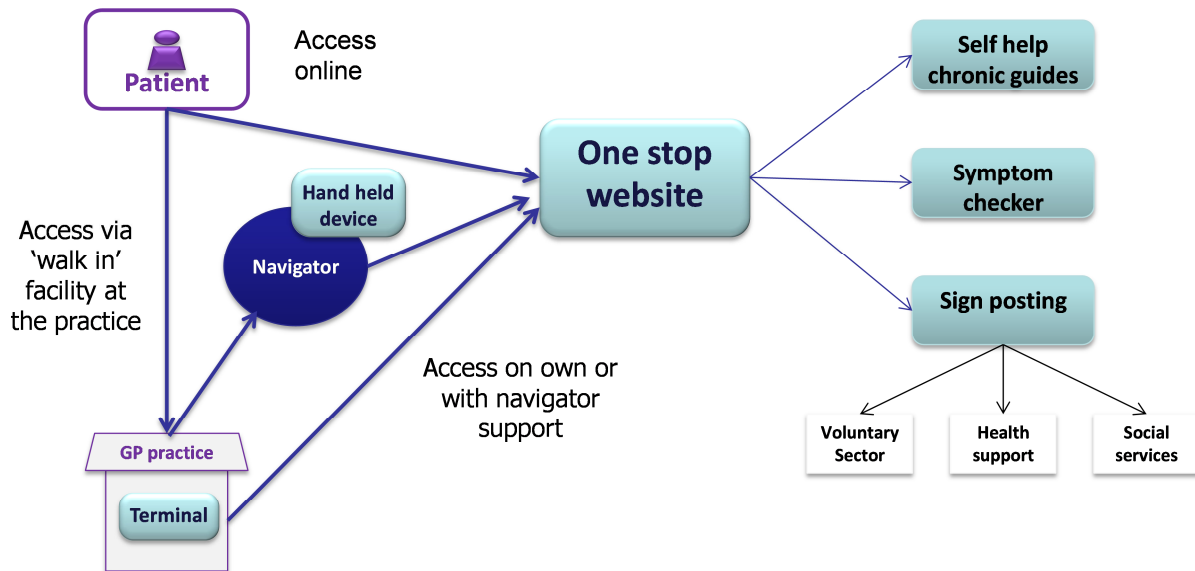 Patient
Access
online
Self help
chronic guides
One stop
website
Symptom
checker
Hand held
device
Navigator
Access via
‘walk in’
facility at
the practice
Sign posting
Access on own or
with navigator
support
Voluntary
Sector
Health
support
Social
services
GP practice
Terminal